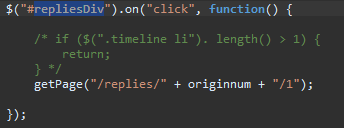 $("#repliesDiv").on("click", function() {
/* if ($(".timeline li"). length() > 1) {
return;
} */
getPage("/replies/" + originnum + "/1");
});